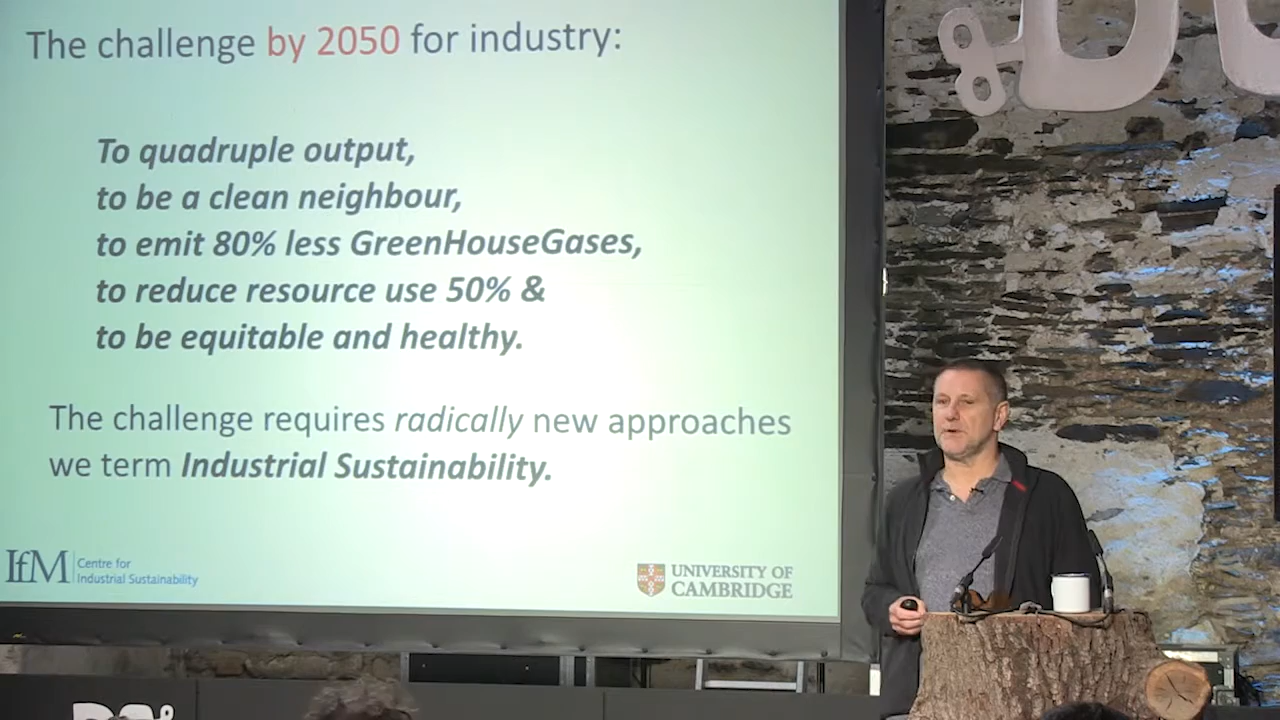 The challenge by 2050 for industry:
To quadruple output,
to be a clean neighbour,
to emit 80% less GreenHouseGases,
to reduce resource use 50% &
to be equitable and healthy.
The challenge requires radically new approaches
we term Industrial Sustainability.
IfM Centre for
Industrial Sustainability
UNIVERSITY OF
CAMBRIDGE